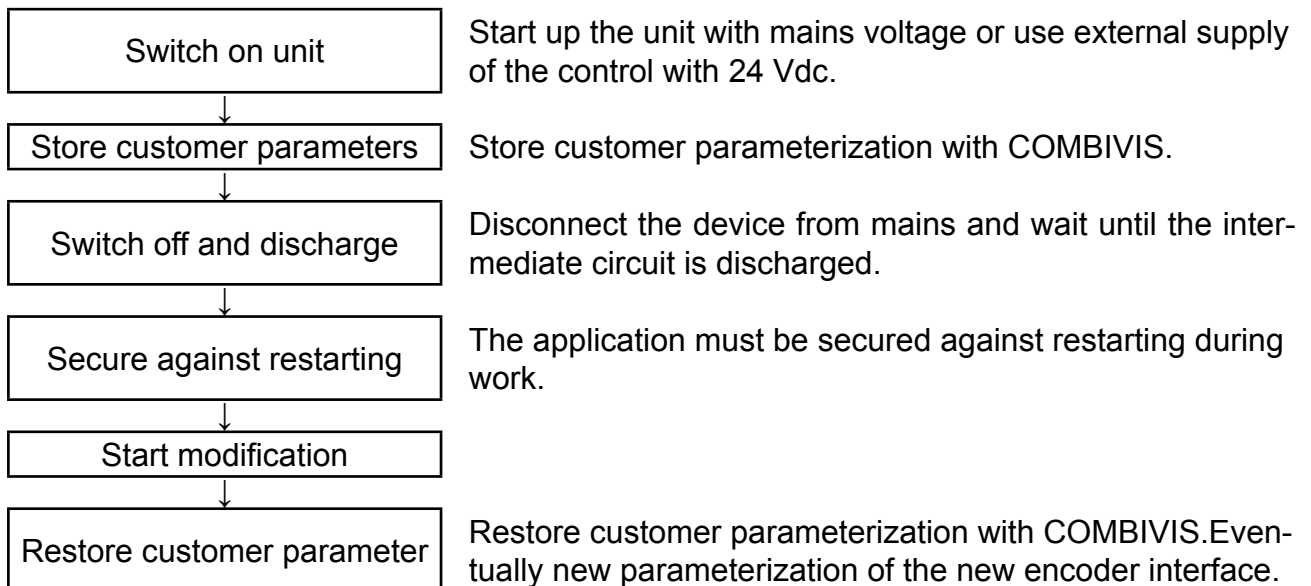 Switch on unit
Start up the unit with mains voltage or use external supply
of the control with 24 Vdc.
↓
Store customer parameters
Store customer parameterization with COMBIVIS.
↓
Switch off and discharge
Disconnect the device from mains and wait until the inter-
mediate circuit is discharged.
↓
Secure against restarting
The application must be secured against restarting during
work.
↓
Start modification
↓
Restore customer parameter
Restore customer parameterization with COMBIVIS.Even-
tually new parameterization of the new encoder interface.